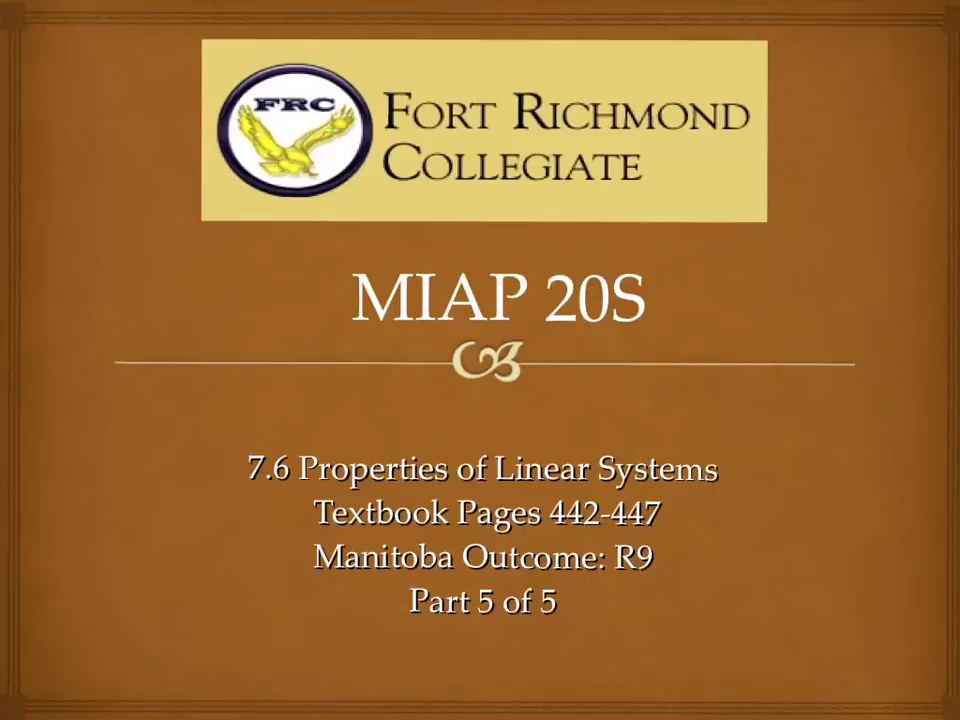 FRC
FORT RICHMOND
COLLEGIATE
MIAP 20S
7.6 Properties of Linear Systems
Textbook Pages 442-447
Manitoba Outcome: R9
Part 5 of 5